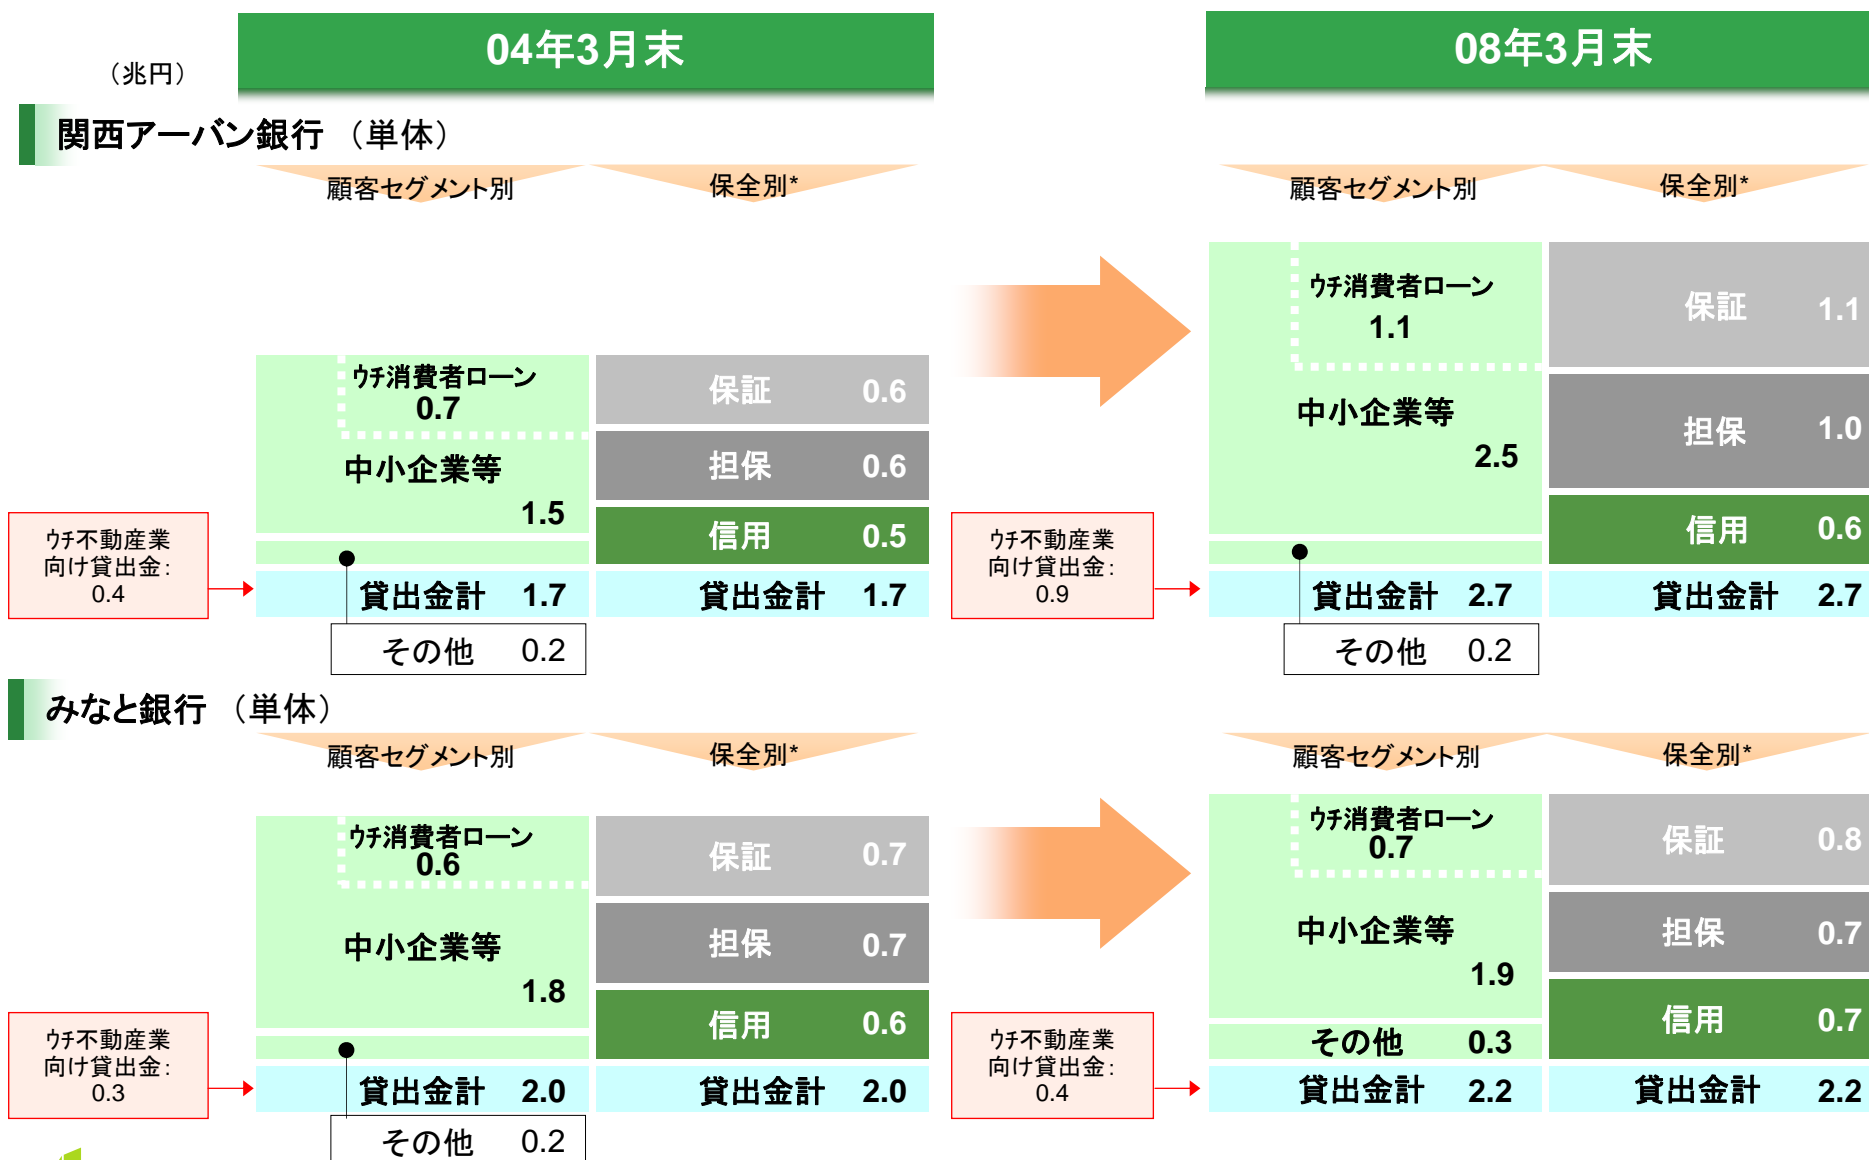 04年3月末
08年3月末
（兆円）
関西アーバン銀行 （単体）
顧客セグメント別
保全別*
顧客セグメント別
保全別*
ｳﾁ消費者ローン
0.7
中小企業等
1.5
保証 0.6
担保 0.6
信用 0.5
ｳﾁ不動産業
向け貸出金：
0.4
貸出金計 1.7
貸出金計 1.7
その他 0.2
ｳﾁ消費者ローン
1.1
中小企業等
2.5
保証 1.1
担保 1.0
信用 0.6
ｳﾁ不動産業
向け貸出金：
0.9
貸出金計 2.7
貸出金計 2.7
その他 0.2
みなと銀行 （単体）
顧客セグメント別
保全別*
顧客セグメント別
保全別*
ｳﾁ消費者ローン
0.6
中小企業等
1.8
保証 0.7
担保 0.7
信用 0.6
ｳﾁ不動産業
向け貸出金：
0.3
貸出金計 2.0
貸出金計 2.0
その他 0.2
ｳﾁ消費者ローン
0.7
中小企業等
1.9
その他 0.3
保証 0.8
担保 0.7
信用 0.7
ｳﾁ不動産業
向け貸出金：
0.4
貸出金計 2.2
貸出金計 2.2